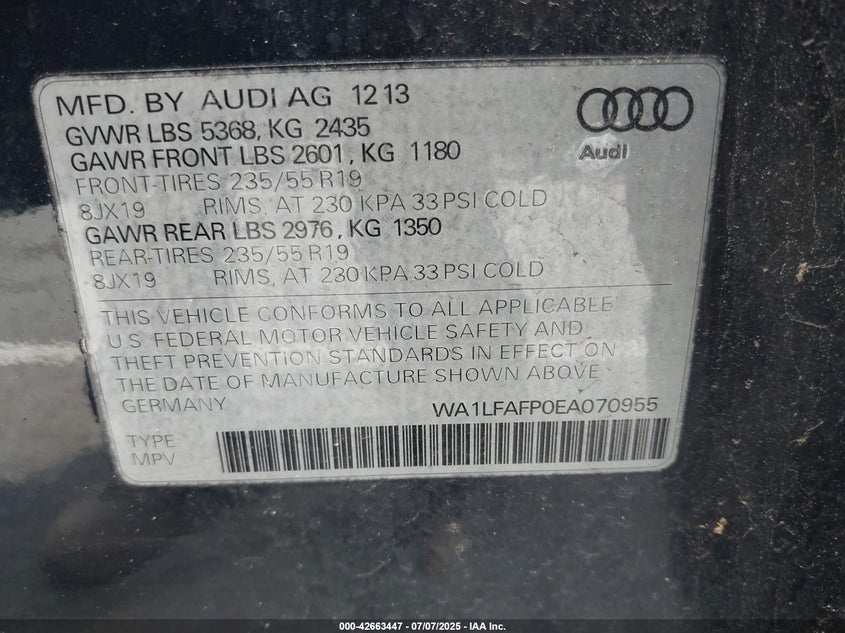 MFD. BY AUDI AG 12 13
GVWR LBS 5368, KG 2435
GAWR FRONT LBS 2601, KG 1180
FRONT-TIRES 235/55 R19
8JX19 RIMS, AT 230 KPA 33 PSI COLD
GAWR REAR LBS 2976, KG 1350
REAR-TIRES 235/55 R19
8JX19 RIMS, AT 230 KPA 33 PSI COLD
Audi
THIS VEHICLE CONFORMS TO ALL APPLICABLE
U.S. FEDERAL MOTOR VEHICLE SAFETY AND
THEFT PREVENTION STANDARDS IN EFFECT ON
THE DATE OF MANUFACTURE SHOWN ABOVE
GERMANY WA1LFAFP0EA070955
TYPE:
MPV
000-42663447 - 07/07/2025 - IAA Inc.